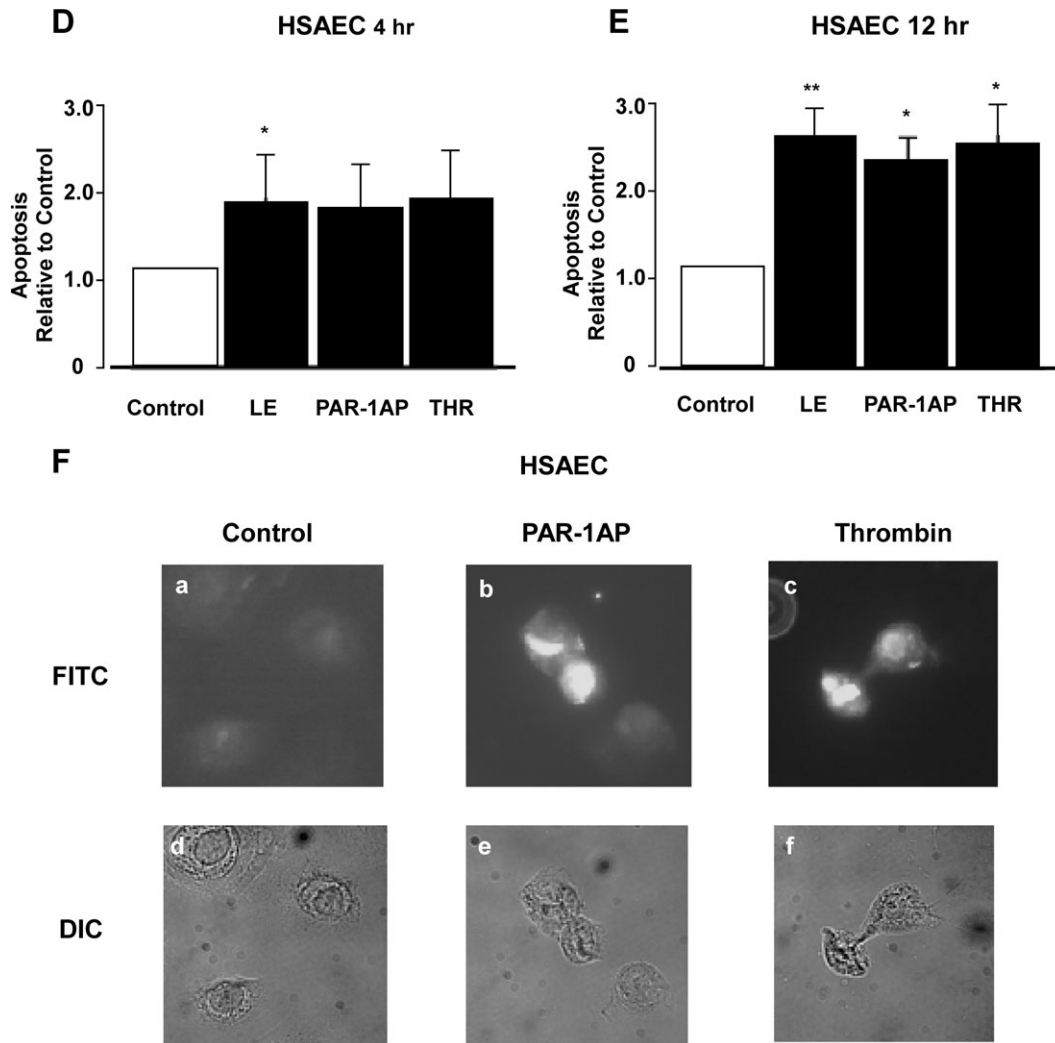 D
HSAEC 4 hr
Apoptosis
Relative to Control
3.0
2.0
1.0
0
*
Control LE PAR-1AP THR
E
HSAEC 12 hr
Apoptosis
Relative to Control
3.0
2.0
1.0
0
** * *
Control LE PAR-1AP THR
F
HSAEC
Control PAR-1AP Thrombin
FITC
a b c
DIC
d e f